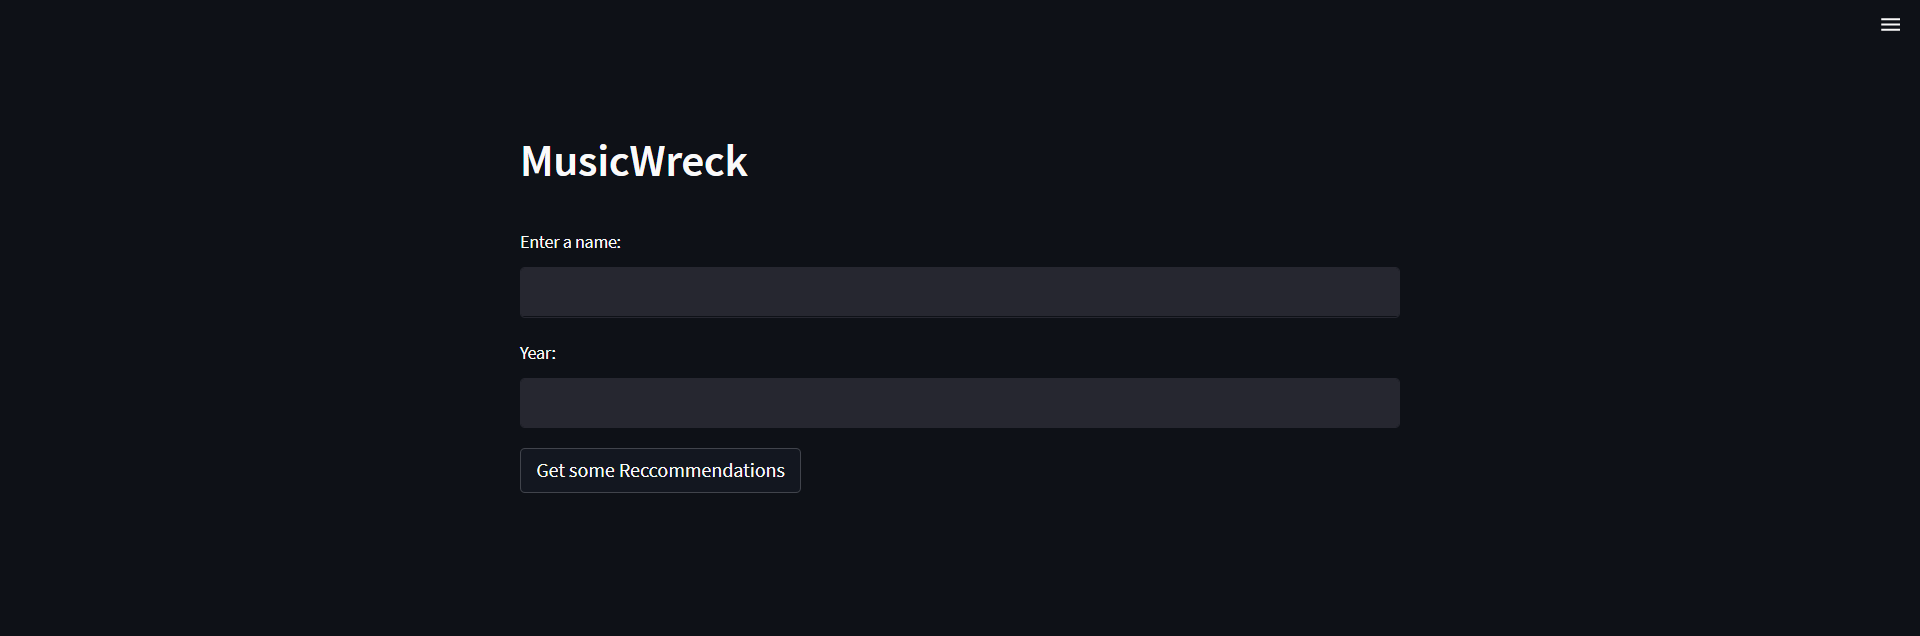 MusicWreck
Enter a name:
Year:
Get some Reccommendations